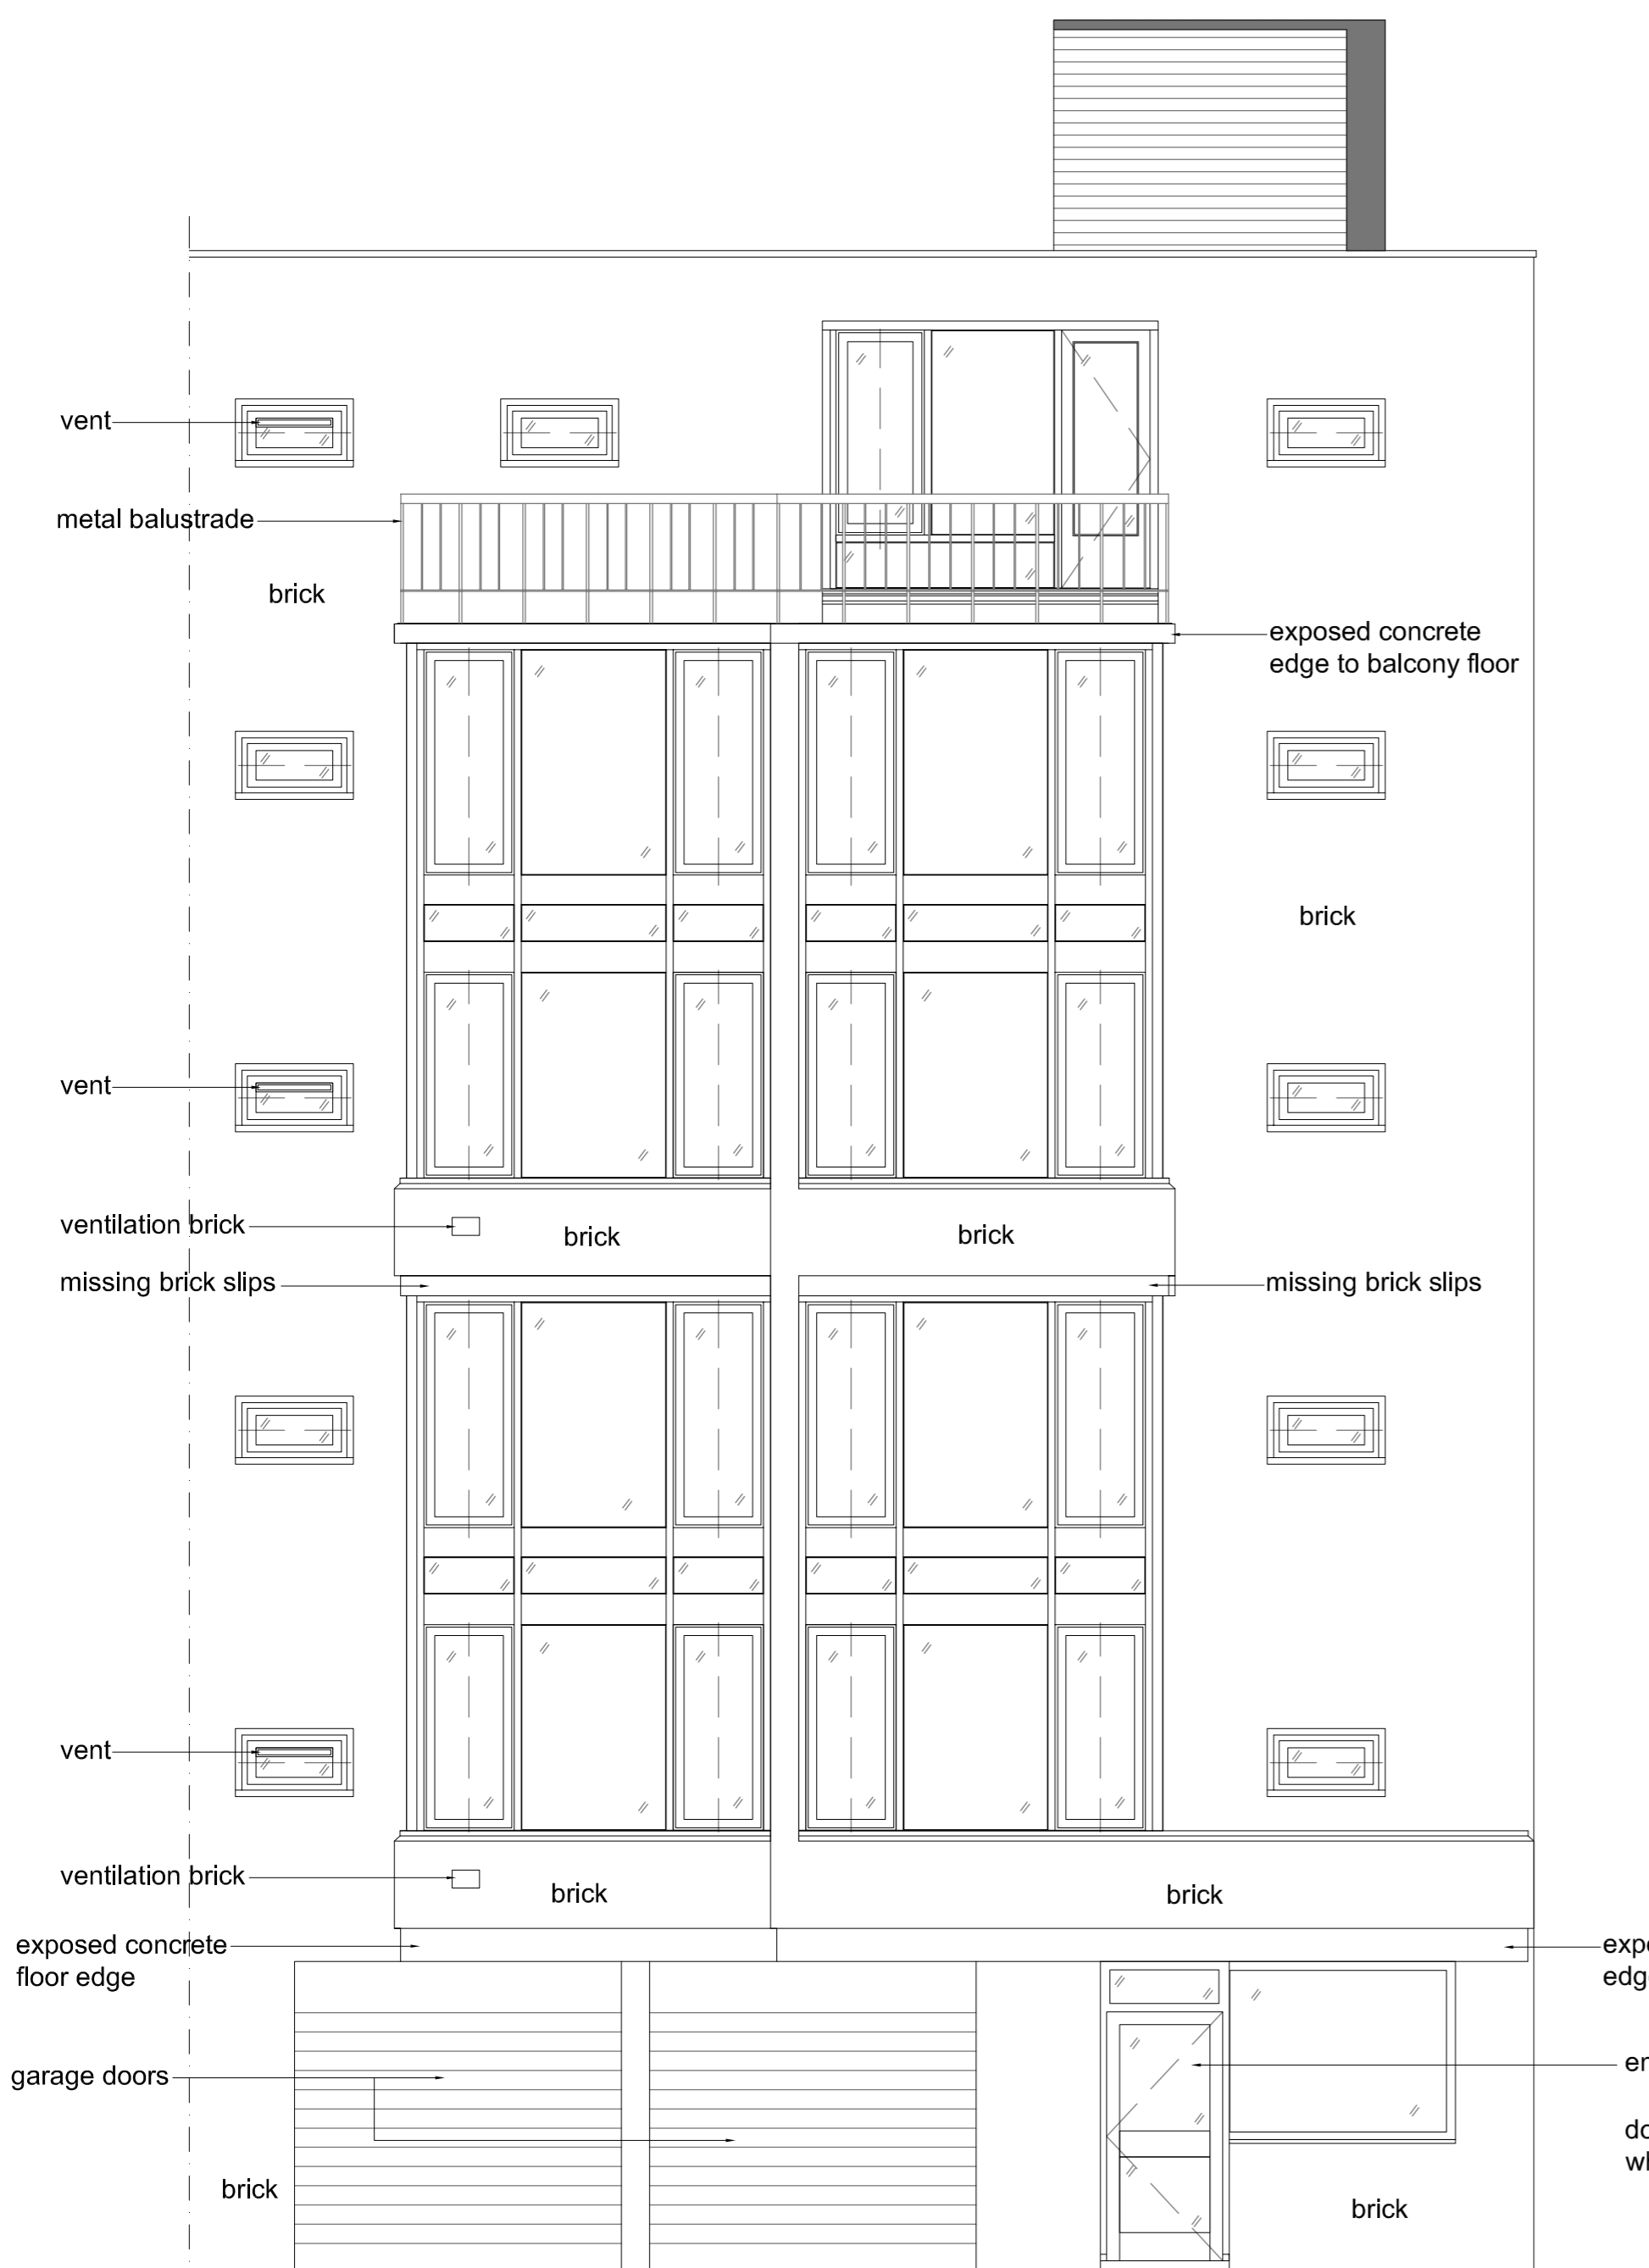 vent
metal balustrade
brick
exposed concrete
edge to balcony floor
brick
vent
ventilation brick
brick
brick
missing brick slips
missing brick slips
vent
ventilation brick
brick
brick
exposed concrete
floor edge
garage doors
brick
brick